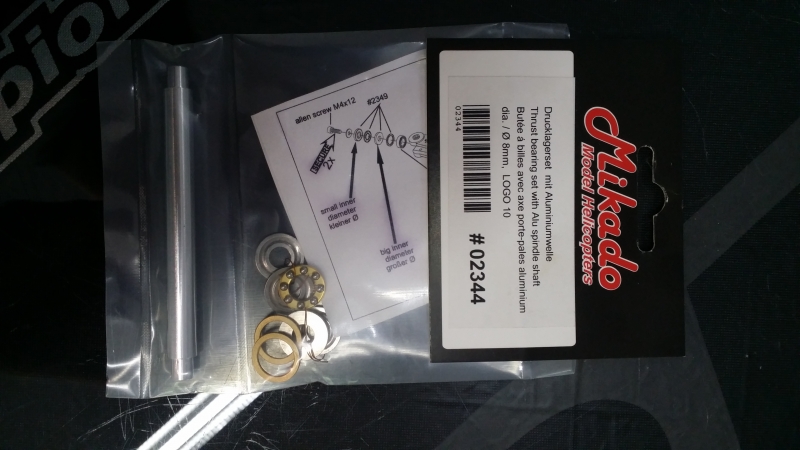 Mikado
Model Helicopters
Drucklagerset mit Aluminiumwelle
Thrust bearing set with Alu spindle shaft
Butée á billes avec axe porte-pales aluminium
dia. / Ø 8mm, LOGO 10
02344
# 02344
allen screw M4x12
#2349
SECURE
2X
small inner
diameter
kleiner Ø
big inner
diameter
großer Ø
pion